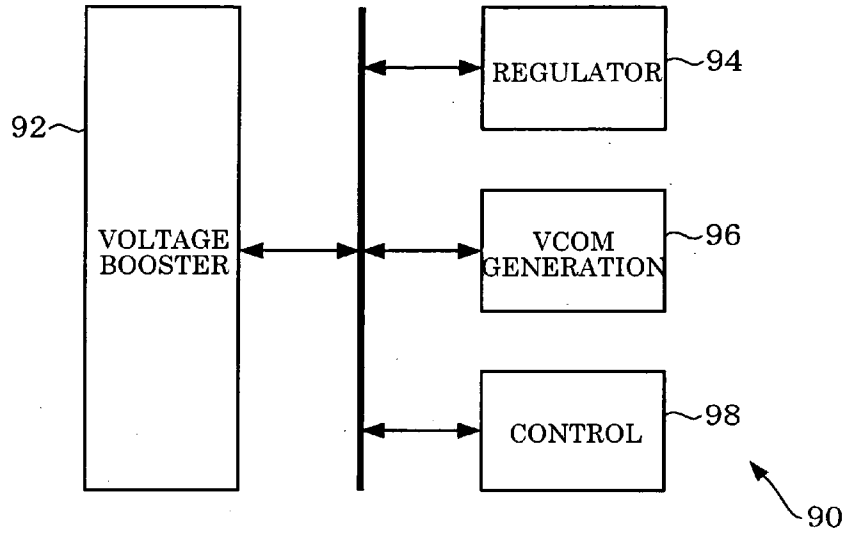 REGULATOR
94
92
VOLTAGE
BOOSTER
VCOM
GENERATION
96
CONTROL
98
90